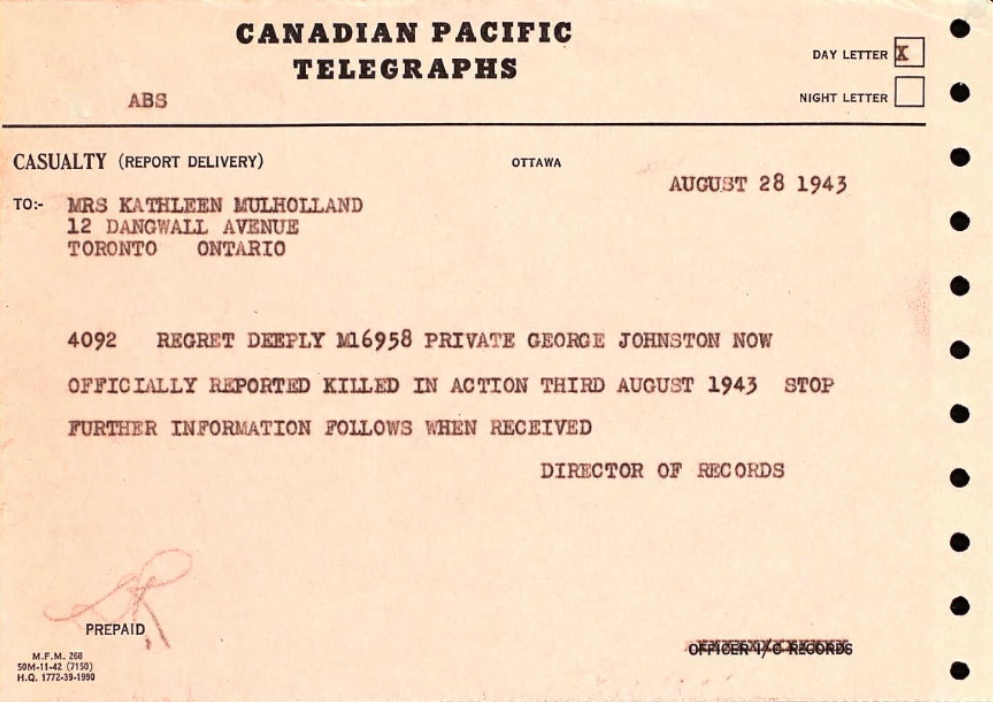 CANADIAN PACIFIC
TELEGRAPHS
DAY LETTER X
NIGHT LETTER
ABS
CASUALTY (REPORT DELIVERY) OTTAWA
AUGUST 28 1943
TO:- MRS KATHLEEN MULHOLLAND
12 DANGWALL AVENUE
TORONTO ONTARIO
4092 REGRET DEEPLY M16958 PRIVATE GEORGE JOHNSTON NOW
OFFICIALLY REPORTED KILLED IN ACTION THIRD AUGUST 1943 STOP
FURTHER INFORMATION FOLLOWS WHEN RECEIVED
DIRECTOR OF RECORDS
PREPAID
M.F.M. 268
50M-11-42 (7150)
H.Q. 1772-39-1990
OFFICER I/C RECORDS